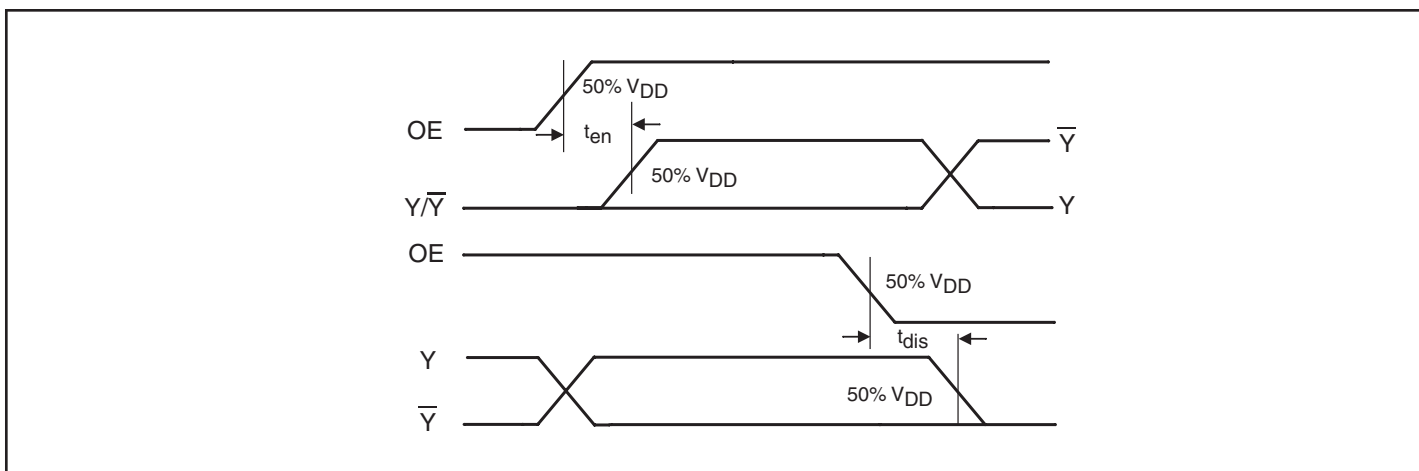 50% VDD
OE
ten
Y̅
50% VDD
Y/Y̅
Y
OE
50% VDD
tdis
Y
50% VDD
Y̅